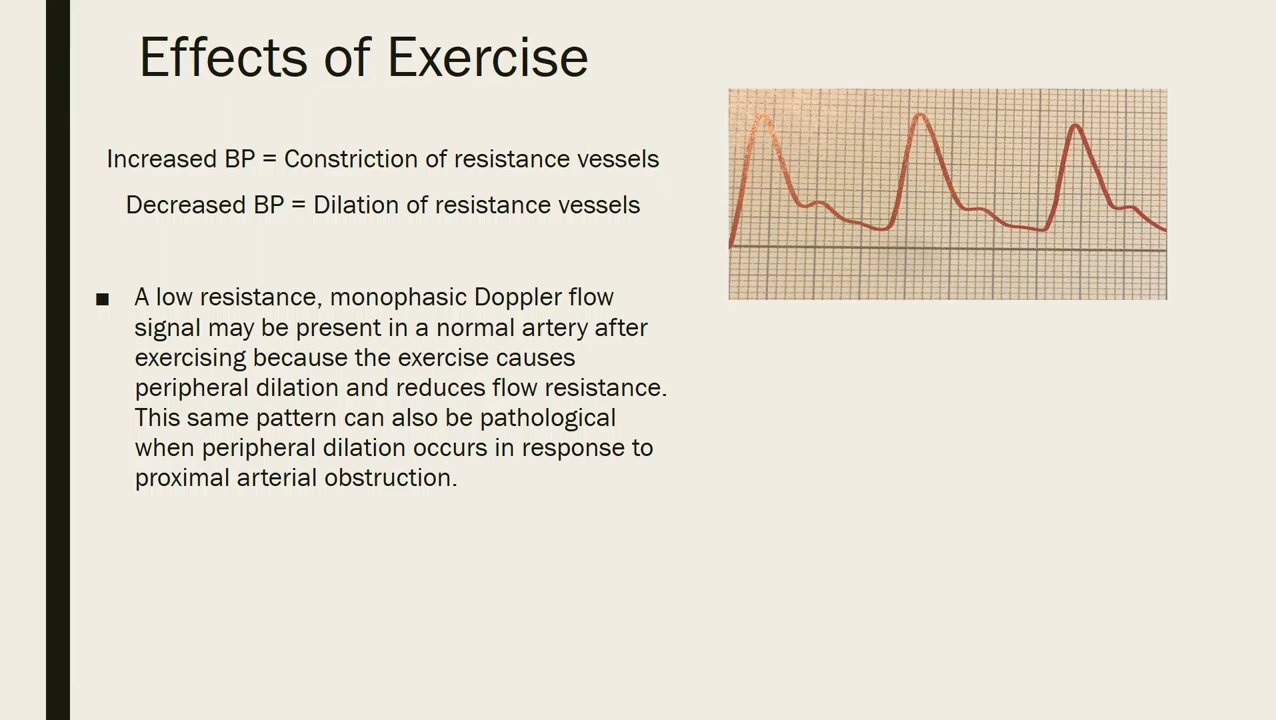 Effects of Exercise
Increased BP = Constriction of resistance vessels
Decreased BP = Dilation of resistance vessels
■ A low resistance, monophasic Doppler flow
signal may be present in a normal artery after
exercising because the exercise causes
peripheral dilation and reduces flow resistance.
This same pattern can also be pathological
when peripheral dilation occurs in response to
proximal arterial obstruction.